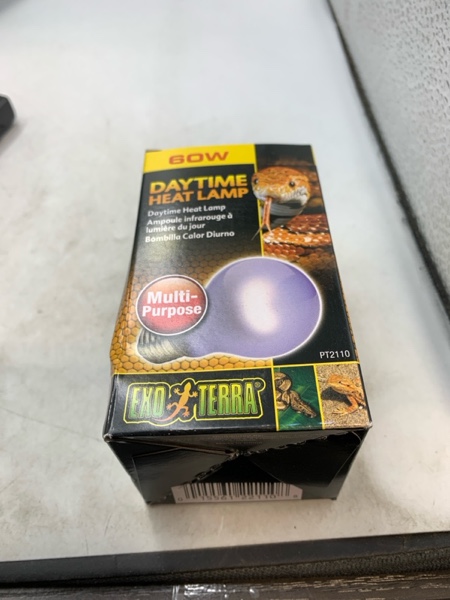 60W
DAYTIME
HEAT LAMP
Daytime Heat Lamp
Ampoule infrarouge à
lumière du jour
Bombilla Calor Diurno
Multi-
Purpose
PT2110
EXO TERRA®